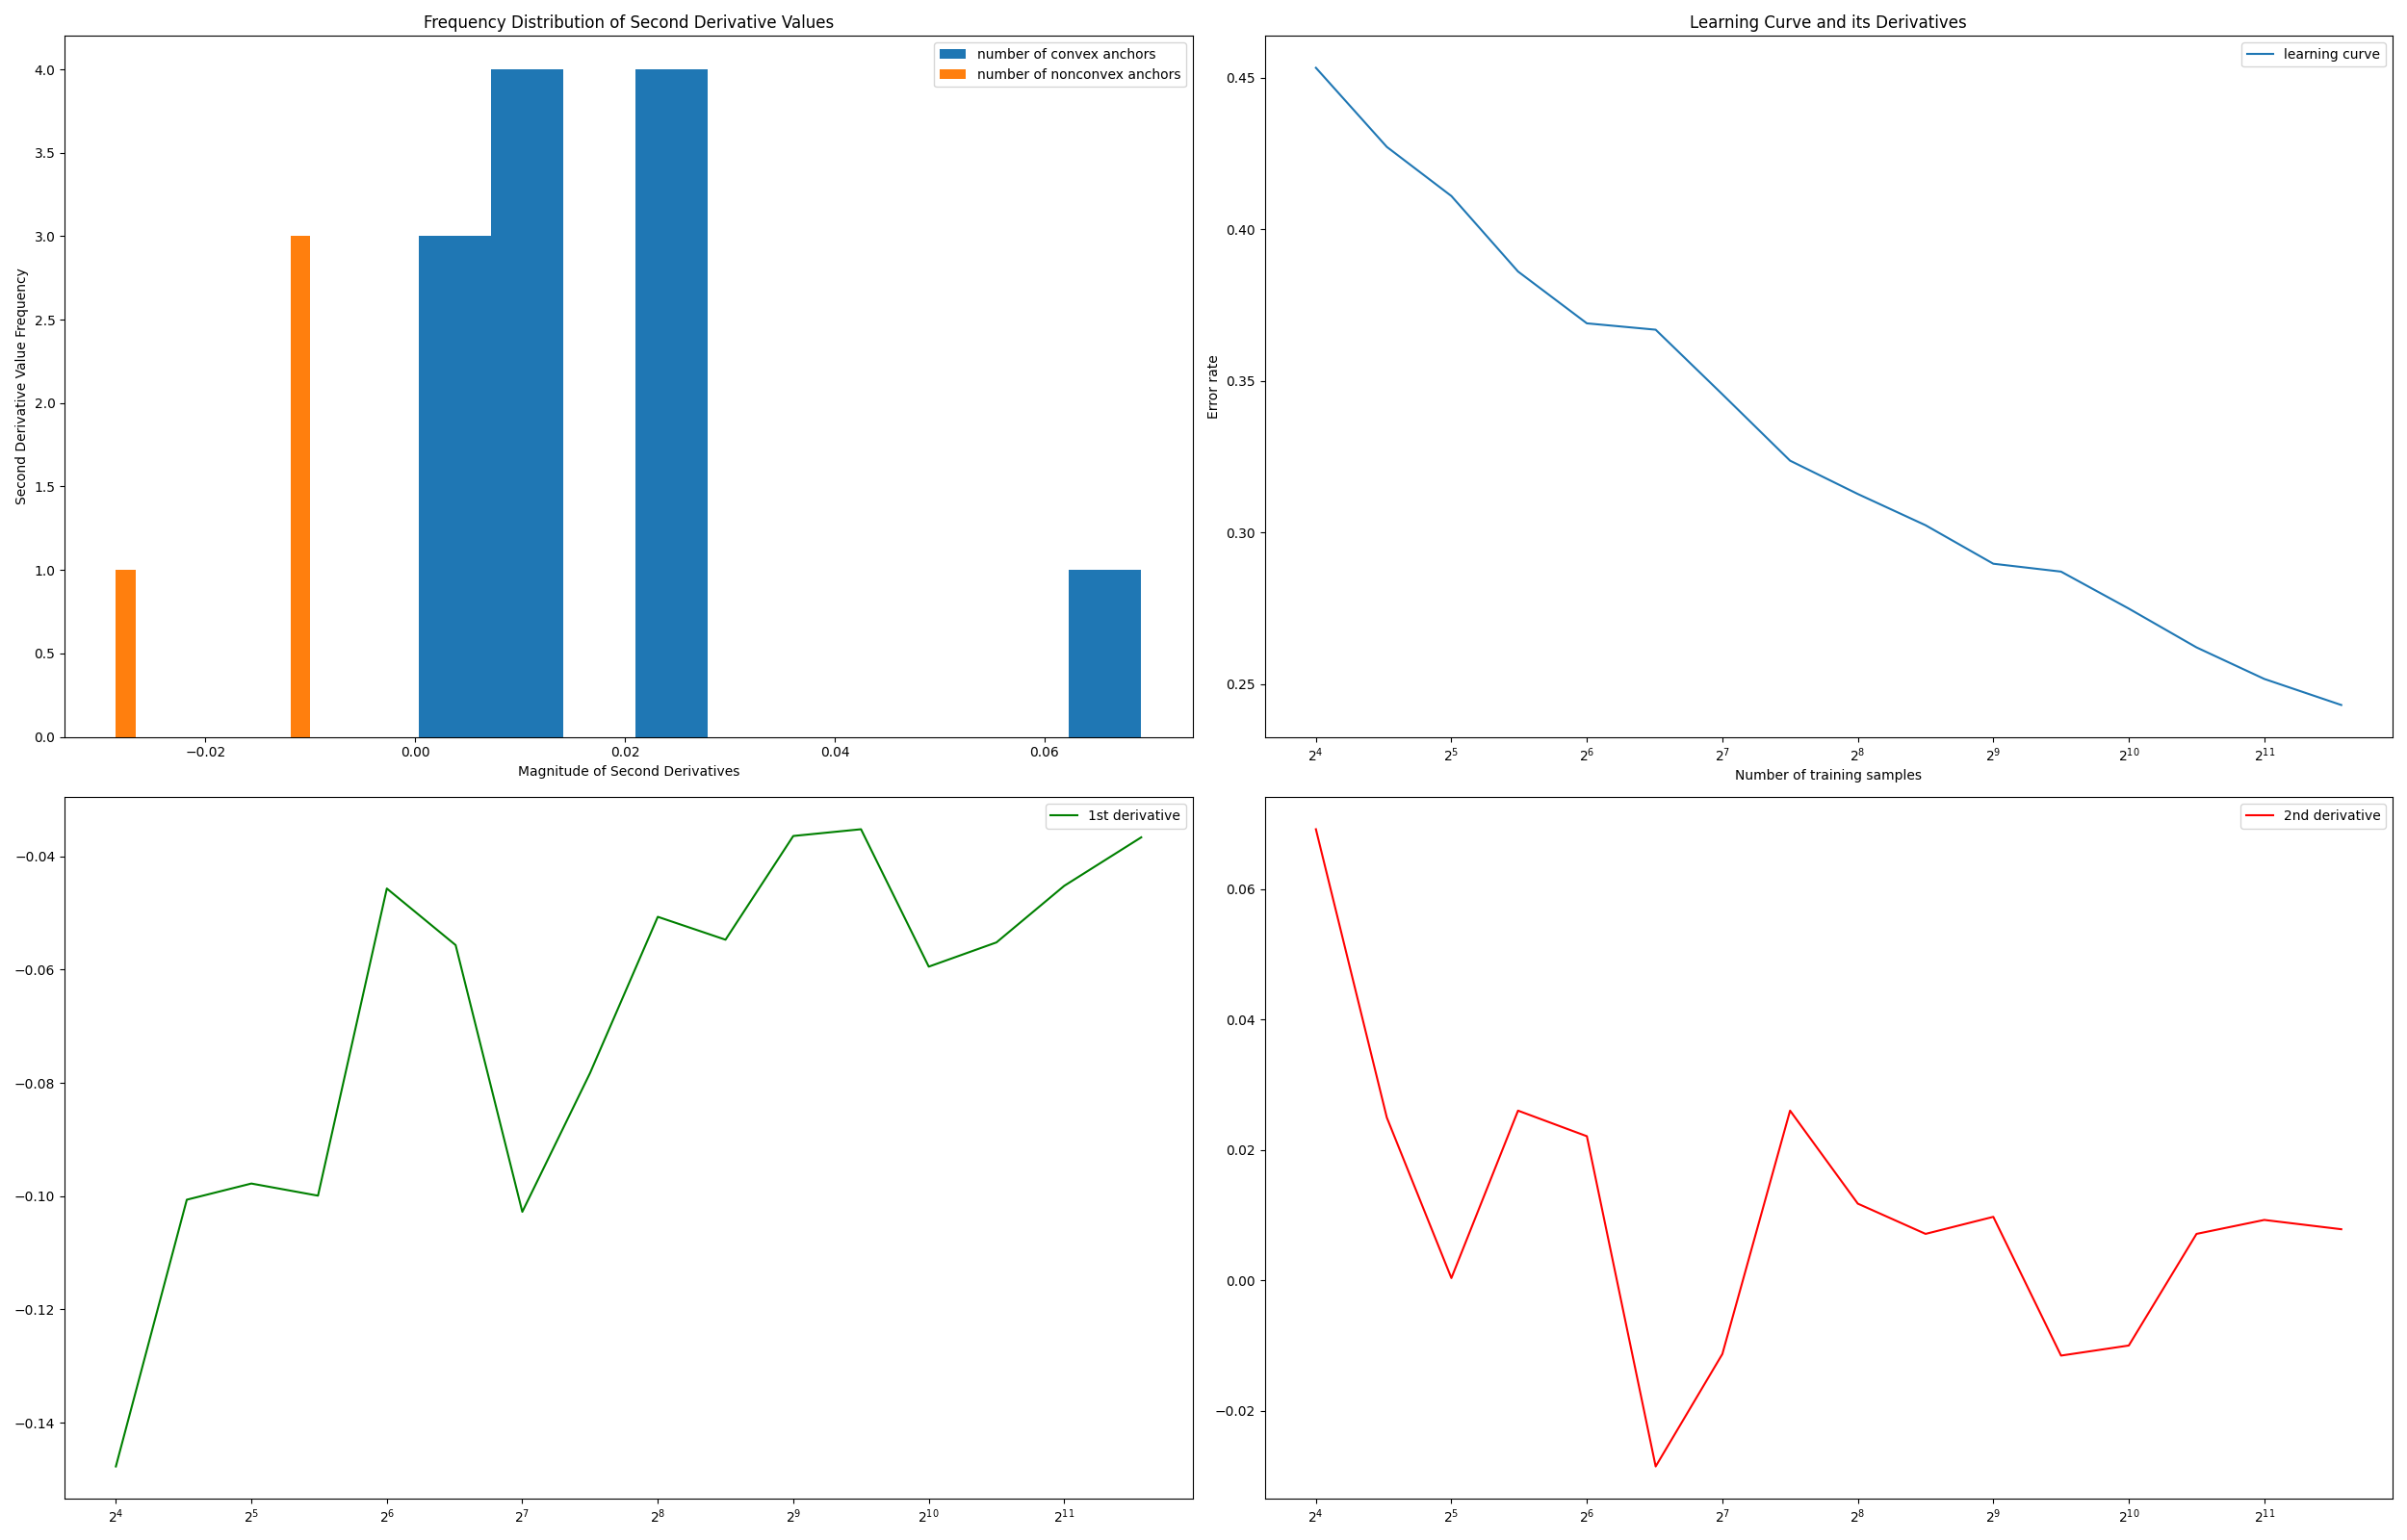 Frequency Distribution of Second Derivative Values
number of convex anchors
number of nonconvex anchors
4.0
3.5
3.0
2.5
2.0
1.5
1.0
0.5
0.0
Second Derivative Value Frequency
−0.02 0.00 0.02 0.04 0.06
Magnitude of Second Derivatives
Learning Curve and its Derivatives
learning curve
0.45
0.40
0.35
0.30
0.25
Error rate
2^4 2^5 2^6 2^7 2^8 2^9 2^10 2^11
Number of training samples
1st derivative
−0.04
−0.06
−0.08
−0.10
−0.12
−0.14
2^4 2^5 2^6 2^7 2^8 2^9 2^10 2^11
2nd derivative
0.06
0.04
0.02
0.00
−0.02
2^4 2^5 2^6 2^7 2^8 2^9 2^10 2^11